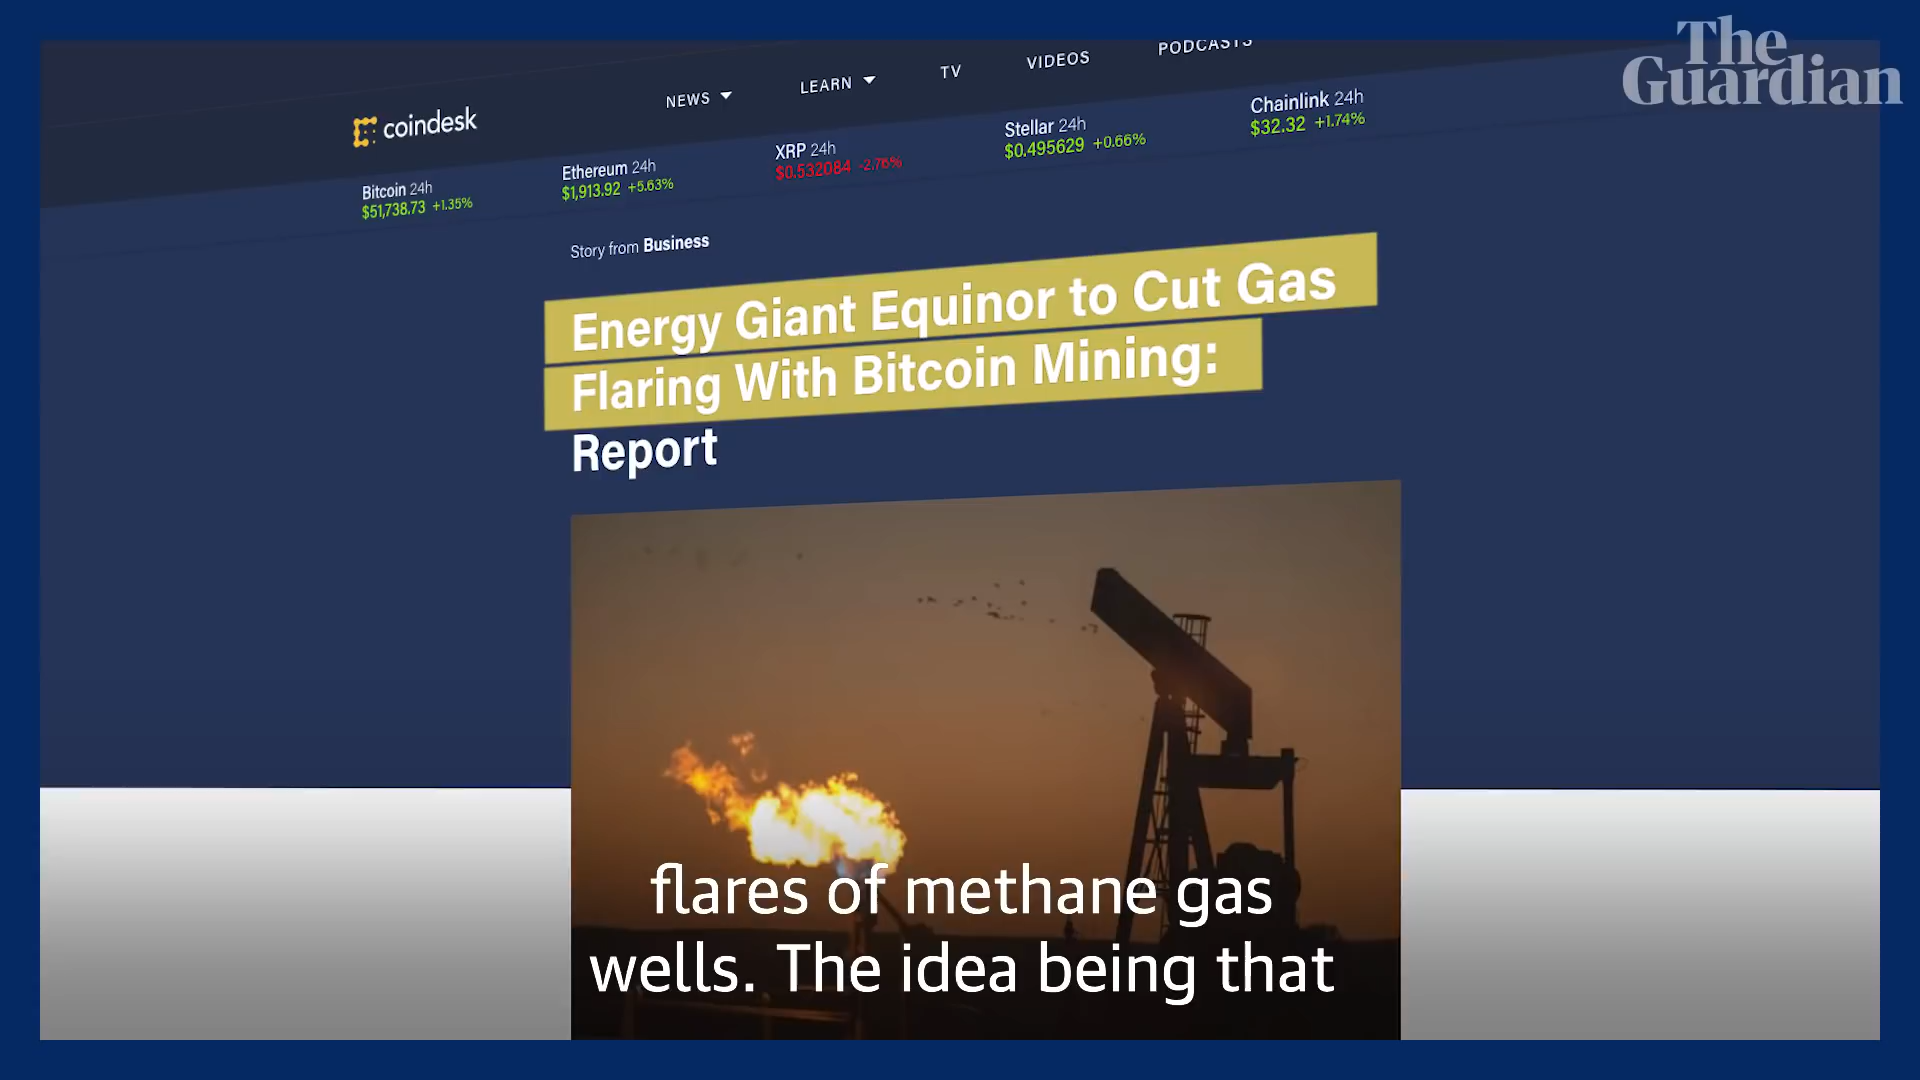 The
Guardian
coindesk
NEWS
LEARN
TV
VIDEOS
PODCASTS
Bitcoin 24h
$51,738.73 +1.35%
Ethereum 24h
$1,913.92 +5.63%
XRP 24h
$0.532084 -2.76%
Stellar 24h
$0.495629 +0.66%
Chainlink 24h
$32.32 +1.74%
Story from Business
Energy Giant Equinor to Cut Gas
Flaring With Bitcoin Mining:
Report
flares of methane gas
wells. The idea being that